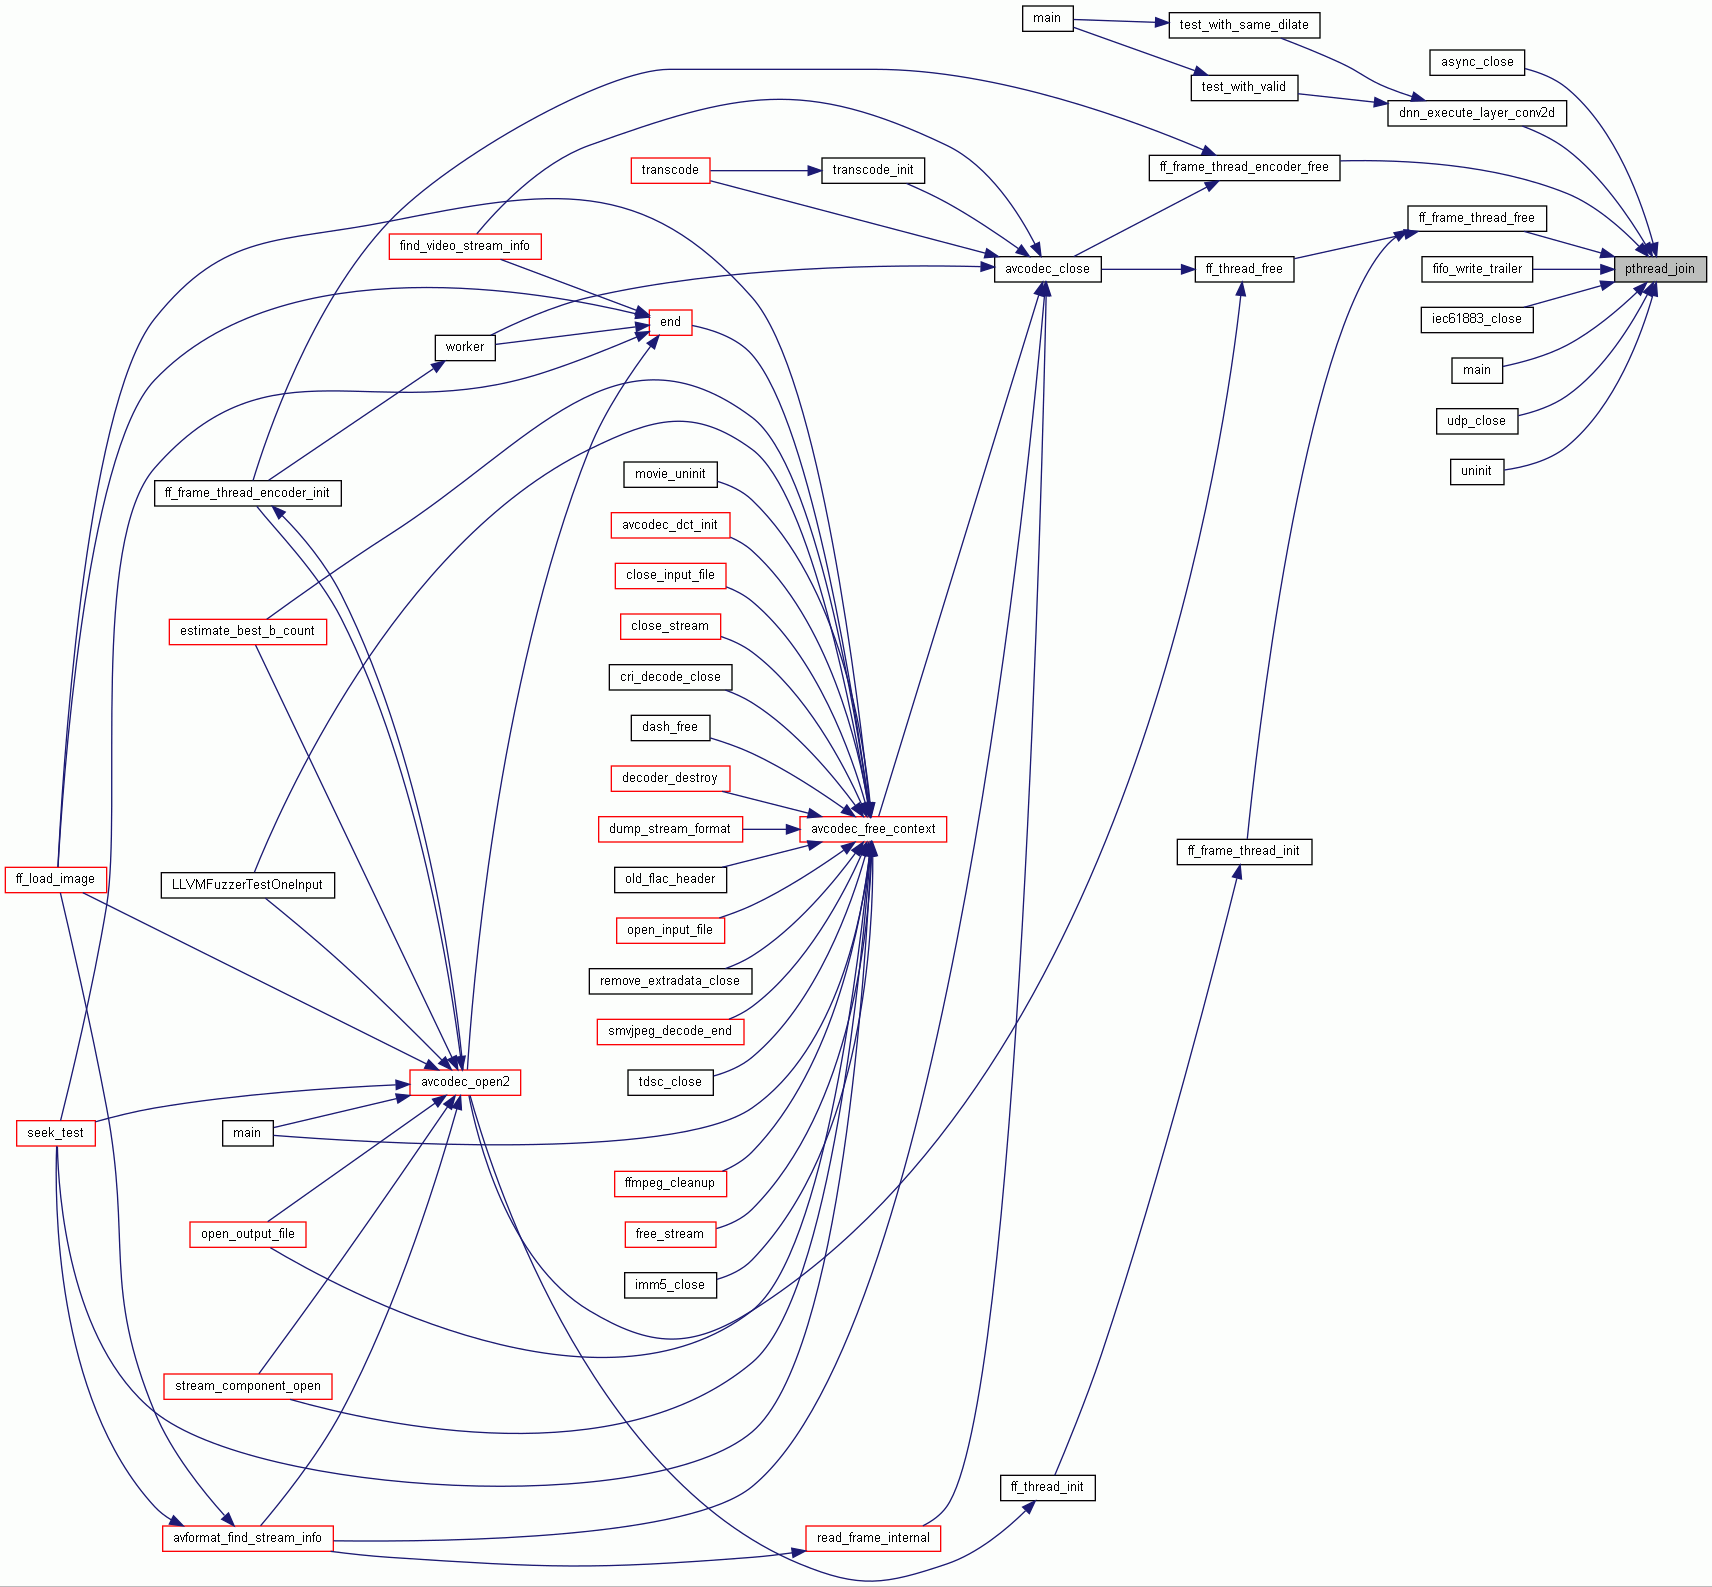 main
test_with_same_dilate
async_close
test_with_valid
dnn_execute_layer_conv2d
transcode
transcode_init
ff_frame_thread_encoder_free
ff_frame_thread_free
find_video_stream_info
avcodec_close
ff_thread_free
fifo_write_trailer
pthread_join
end
iec61883_close
worker
main
udp_close
movie_uninit
uninit
ff_frame_thread_encoder_init
avcodec_dct_init
close_input_file
estimate_best_b_count
close_stream
cri_decode_close
dash_free
decoder_destroy
dump_stream_format
avcodec_free_context
ff_frame_thread_init
ff_load_image
LLVMFuzzerTestOneInput
old_flac_header
open_input_file
remove_extradata_close
smvjpeg_decode_end
avcodec_open2
tdsc_close
seek_test
main
ffmpeg_cleanup
open_output_file
free_stream
imm5_close
stream_component_open
ff_thread_init
avformat_find_stream_info
read_frame_internal